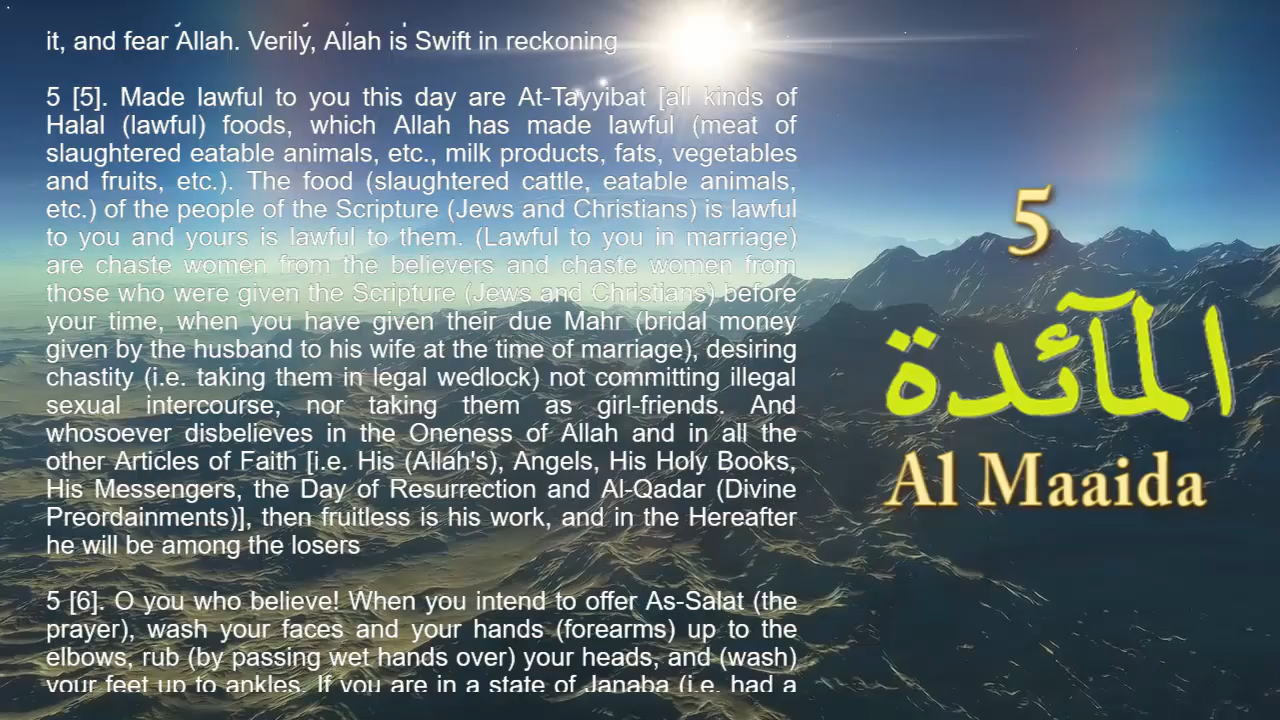 it, and fear Allah. Verily, Allah is Swift in reckoning
5 [5]. Made lawful to you this day are At-Tayyibat [all kinds of
Halal (lawful) foods, which Allah has made lawful (meat of
slaughtered eatable animals, etc., milk products, fats, vegetables
and fruits, etc.). The food (slaughtered cattle, eatable animals,
etc.) of the people of the Scripture (Jews and Christians) is lawful
to you and yours is lawful to them. (Lawful to you in marriage)
are chaste women from the believers and chaste women from
those who were given the Scripture (Jews and Christians) before
your time, when you have given their due Mahr (bridal money
given by the husband to his wife at the time of marriage), desiring
chastity (i.e. taking them in legal wedlock) not committing illegal
sexual intercourse, nor taking them as girl-friends. And
whosoever disbelieves in the Oneness of Allah and in all the
other Articles of Faith [i.e. His (Allah's), Angels, His Holy Books,
His Messengers, the Day of Resurrection and Al-Qadar (Divine
Preordainments)], then fruitless is his work, and in the Hereafter
he will be among the losers
5 [6]. O you who believe! When you intend to offer As-Salat (the
prayer), wash your faces and your hands (forearms) up to the
elbows, rub (by passing wet hands over) your heads, and (wash)
your feet up to ankles. If you are in a state of Janaba (i.e. had a
5
المآئدة
Al Maaida